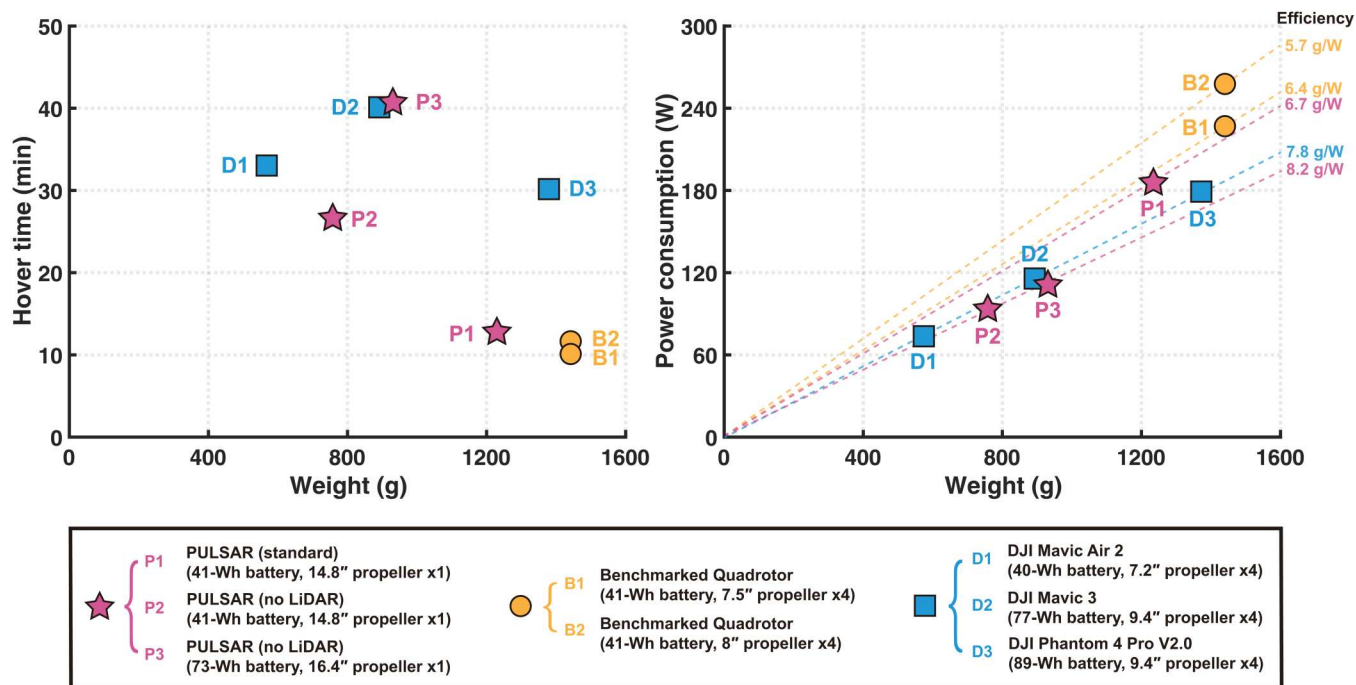 50
40
30
20
10
0
Hover time (min)
D2
P3
D1
P2
D3
P1
B2
B1
0
400
800
1200
1600
Weight (g)
Efficiency
300
240
180
120
60
0
Power consumption (W)
5.7 g/W
6.4 g/W
6.7 g/W
7.8 g/W
8.2 g/W
B2
B1
P1
D3
D2
P3
P2
D1
400
800
1200
1600
Weight (g)
P1
PULSAR (standard)
(41-Wh battery, 14.8″ propeller x1)
P2
PULSAR (no LiDAR)
(41-Wh battery, 14.8″ propeller x1)
P3
PULSAR (no LiDAR)
(73-Wh battery, 16.4″ propeller x1)
B1
Benchmarked Quadrotor
(41-Wh battery, 7.5″ propeller x4)
B2
Benchmarked Quadrotor
(41-Wh battery, 8″ propeller x4)
D1
DJI Mavic Air 2
(40-Wh battery, 7.2″ propeller x4)
D2
DJI Mavic 3
(77-Wh battery, 9.4″ propeller x4)
D3
DJI Phantom 4 Pro V2.0
(89-Wh battery, 9.4″ propeller x4)